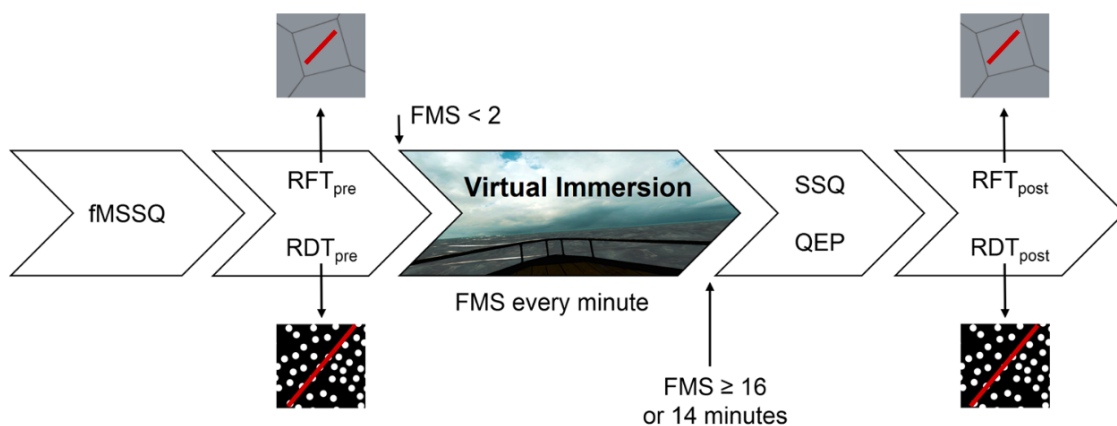 FMS < 2
fMSSQ
RFTpre
RDTpre
Virtual Immersion
SSQ
QEP
RFTpost
RDTpost
FMS every minute
FMS ≥ 16
or 14 minutes